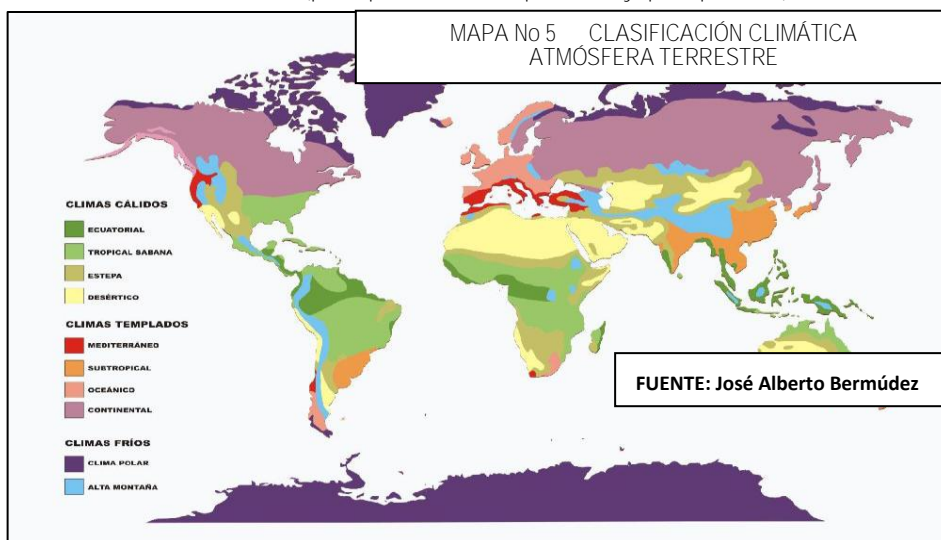 MAPA No 5 CLASIFICACIÓN CLIMÁTICA
ATMÓSFERA TERRESTRE
CLIMAS CÁLIDOS
ECUATORIAL
TROPICAL SABANA
ESTEPA
DESÉRTICO
CLIMAS TEMPLADOS
MEDITERRÁNEO
SUBTROPICAL
OCEÁNICO
CONTINENTAL
CLIMAS FRÍOS
CLIMA POLAR
ALTA MONTAÑA
FUENTE: José Alberto Bermúdez